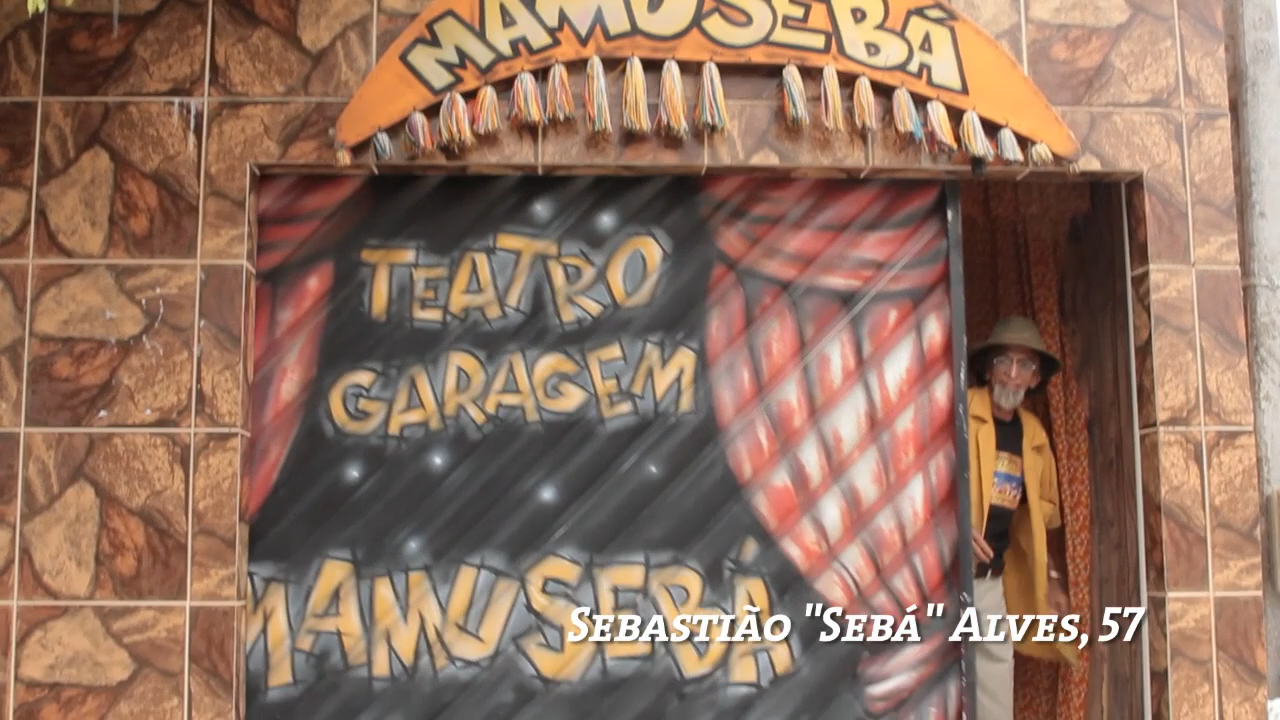 MAMUSEBÁ
TEATRO
GARAGEM
MAMUSEBÁ
Sebastião "Sebá" Alves, 57